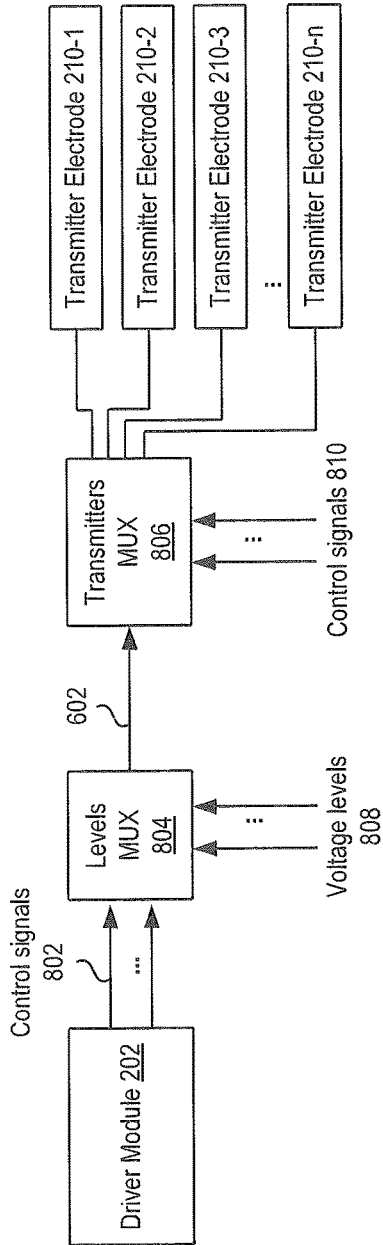 Driver Module 202
Control signals
802
...
Levels
MUX
804
Voltage levels
808
...
602
Transmitters
MUX
806
Control signals 810
...
Transmitter Electrode 210-1
Transmitter Electrode 210-2
Transmitter Electrode 210-3
...
Transmitter Electrode 210-n